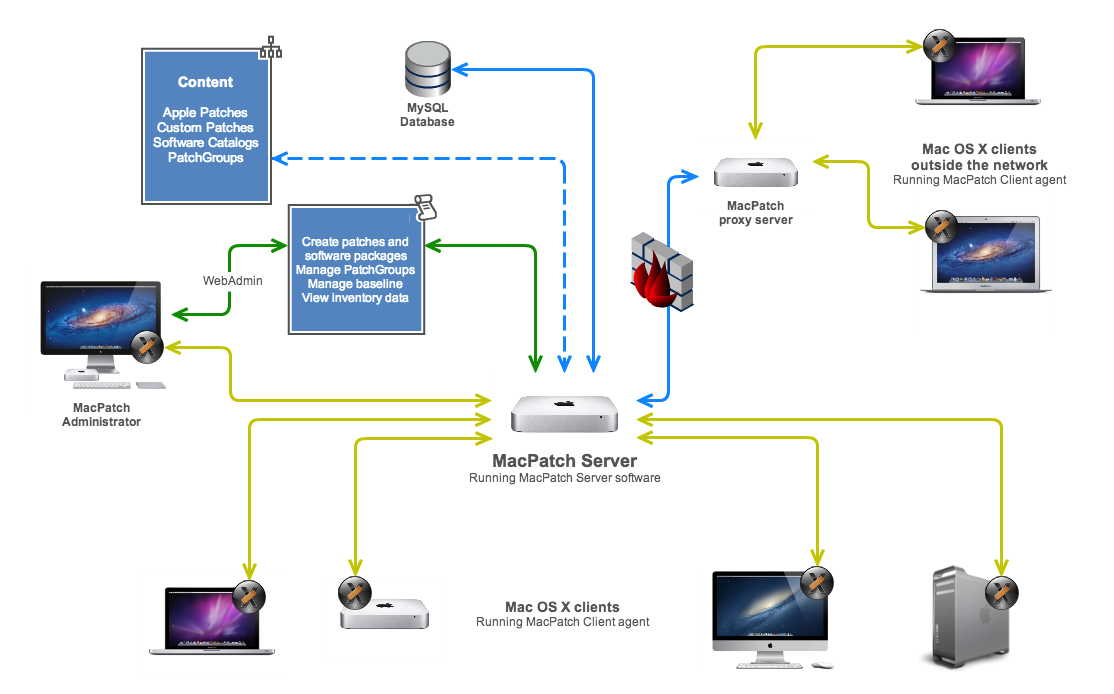 Content
Apple Patches
Custom Patches
Software Catalogs
PatchGroups
MySQL
Database
Mac OS X clients
outside the network
Running MacPatch Client agent
MacPatch
proxy server
Create patches and
software packages
Manage PatchGroups
Manage baseline
View inventory data
WebAdmin
MacPatch
Administrator
MacPatch Server
Running MacPatch Server software
Mac OS X clients
Running MacPatch Client agent